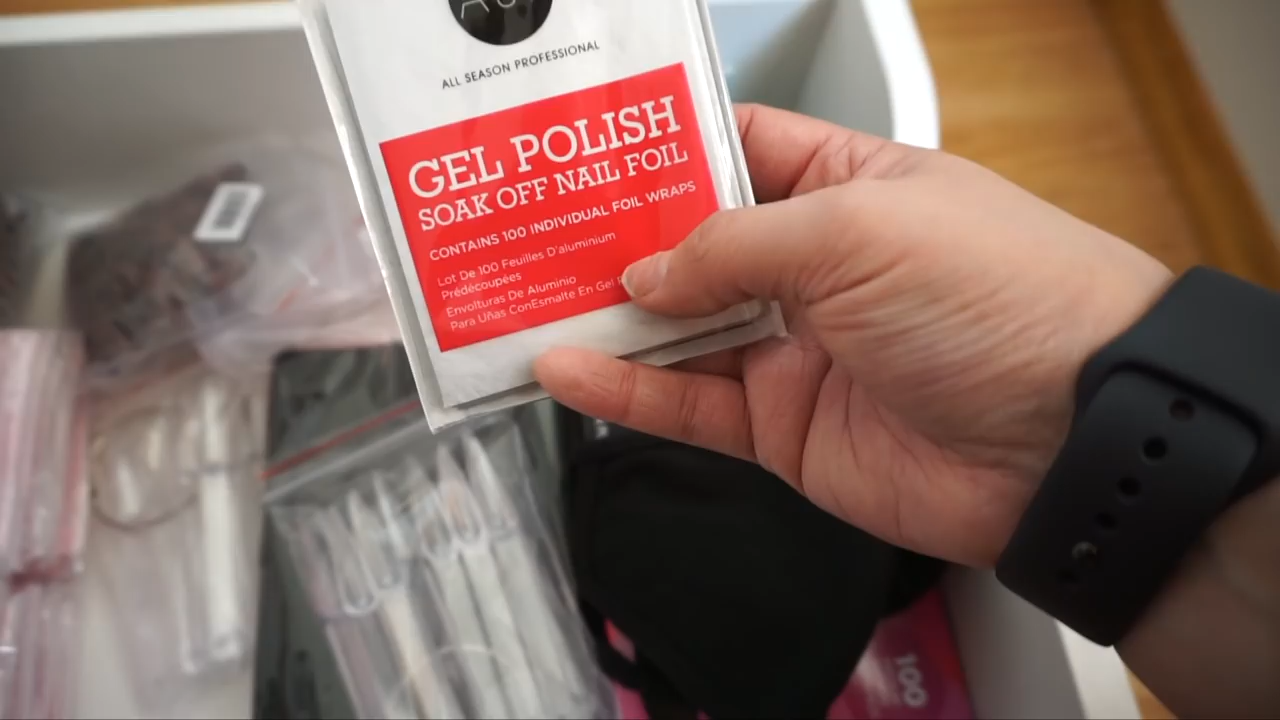 ALL SEASON PROFESSIONAL
GEL POLISH
SOAK OFF NAIL FOIL
CONTAINS 100 INDIVIDUAL FOIL WRAPS
Lot De 100 Feuilles D'aluminium
Prédécoupées
Envolturas De Aluminio
Para Uñas ConEsmalte En Gel
100